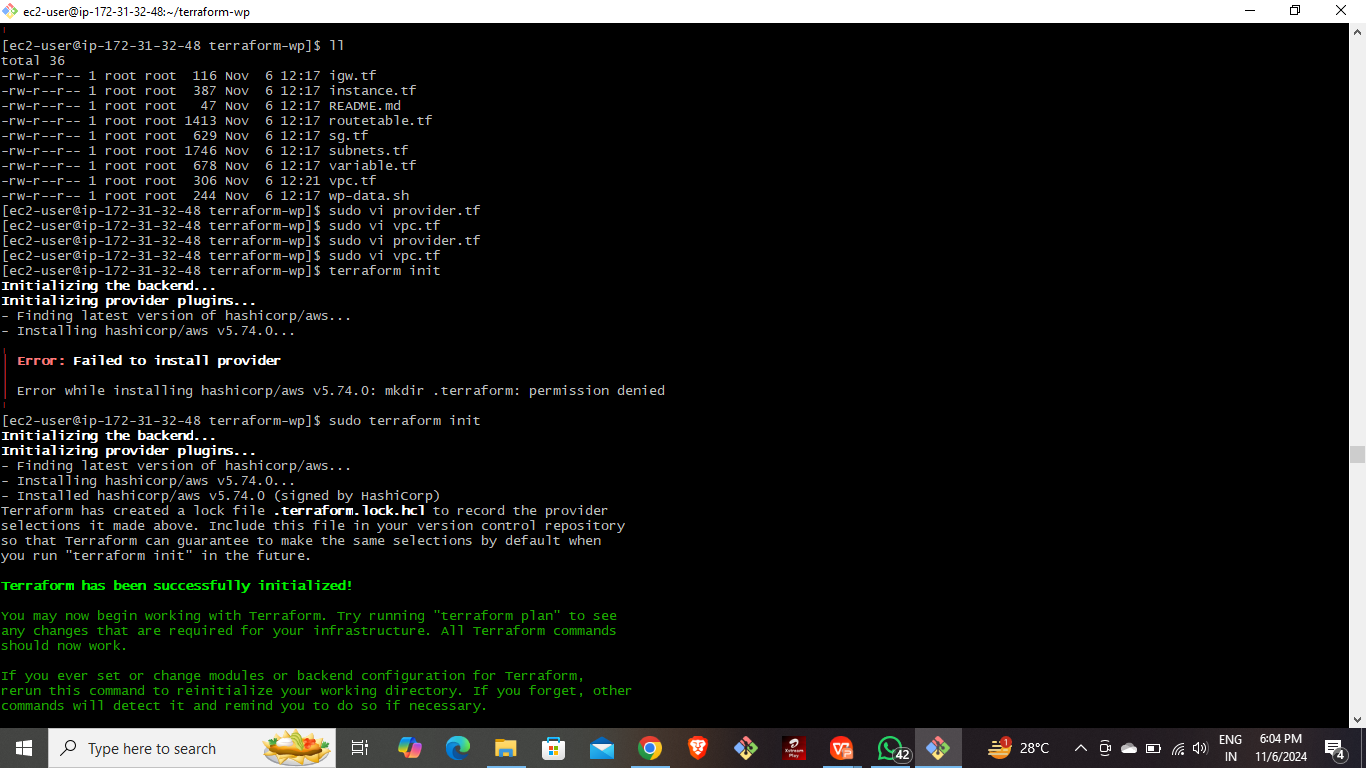 ec2-user@ip-172-31-32-48:~/terraform-wp
[ec2-user@ip-172-31-32-48 terraform-wp]$ ll
total 36
-rw-r--r-- 1 root root  116 Nov  6 12:17 igw.tf
-rw-r--r-- 1 root root  387 Nov  6 12:17 instance.tf
-rw-r--r-- 1 root root   47 Nov  6 12:17 README.md
-rw-r--r-- 1 root root 1413 Nov  6 12:17 routetable.tf
-rw-r--r-- 1 root root  629 Nov  6 12:17 sg.tf
-rw-r--r-- 1 root root 1746 Nov  6 12:17 subnets.tf
-rw-r--r-- 1 root root  678 Nov  6 12:17 variable.tf
-rw-r--r-- 1 root root  306 Nov  6 12:21 vpc.tf
-rw-r--r-- 1 root root  244 Nov  6 12:17 wp-data.sh
[ec2-user@ip-172-31-32-48 terraform-wp]$ sudo vi provider.tf
[ec2-user@ip-172-31-32-48 terraform-wp]$ sudo vi vpc.tf
[ec2-user@ip-172-31-32-48 terraform-wp]$ sudo vi provider.tf
[ec2-user@ip-172-31-32-48 terraform-wp]$ sudo vi vpc.tf
[ec2-user@ip-172-31-32-48 terraform-wp]$ terraform init
Initializing the backend...
Initializing provider plugins...
- Finding latest version of hashicorp/aws...
- Installing hashicorp/aws v5.74.0...
Error: Failed to install provider
Error while installing hashicorp/aws v5.74.0: mkdir .terraform: permission denied
[ec2-user@ip-172-31-32-48 terraform-wp]$ sudo terraform init
Initializing the backend...
Initializing provider plugins...
- Finding latest version of hashicorp/aws...
- Installing hashicorp/aws v5.74.0...
- Installed hashicorp/aws v5.74.0 (signed by HashiCorp)
Terraform has created a lock file .terraform.lock.hcl to record the provider
selections it made above. Include this file in your version control repository
so that Terraform can guarantee to make the same selections by default when
you run "terraform init" in the future.
Terraform has been successfully initialized!
You may now begin working with Terraform. Try running "terraform plan" to see
any changes that are required for your infrastructure. All Terraform commands
should now work.
If you ever set or change modules or backend configuration for Terraform,
rerun this command to reinitialize your working directory. If you forget, other
commands will detect it and remind you to do so if necessary.
Type here to search
Xstream
Play
42
1
28°C
ENG
IN
6:04 PM
11/6/2024
4